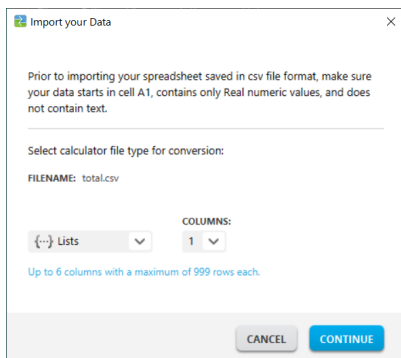 Import your Data
Prior to importing your spreadsheet saved in csv file format, make sure
your data starts in cell A1, contains only Real numeric values, and does
not contain text.
Select calculator file type for conversion:
FILENAME: total.csv
COLUMNS:
{···} Lists 1
Up to 6 columns with a maximum of 999 rows each.
CANCEL CONTINUE